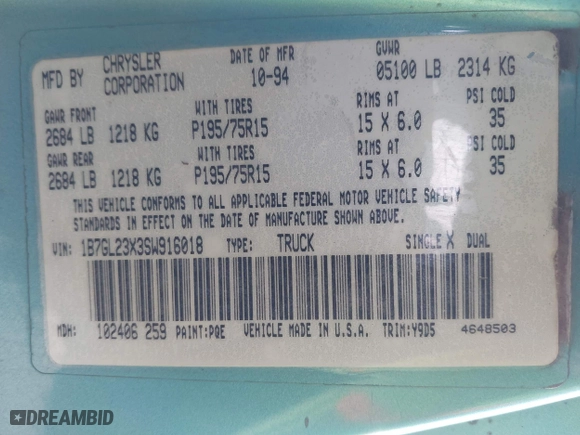 MFD BY CHRYSLER CORPORATION DATE OF MFR 10-94 GVWR 05100 LB 2314 KG
GAWR FRONT WITH TIRES RIMS AT PSI COLD
2684 LB 1218 KG P195/75R15 15 X 6.0 35
GAWR REAR WITH TIRES RIMS AT PSI COLD
2684 LB 1218 KG P195/75R15 15 X 6.0 35
THIS VEHICLE CONFORMS TO ALL APPLICABLE FEDERAL MOTOR VEHICLE SAFETY
STANDARDS IN EFFECT ON THE DATE OF MANUFACTURE SHOWN ABOVE.
VIN: 1B7GL23X3SW916018 TYPE: TRUCK SINGLE X DUAL
MDH: 102406 259 PAINT: PQE VEHICLE MADE IN U.S.A. TRIM: Y9D5 4648503
DREAMBID